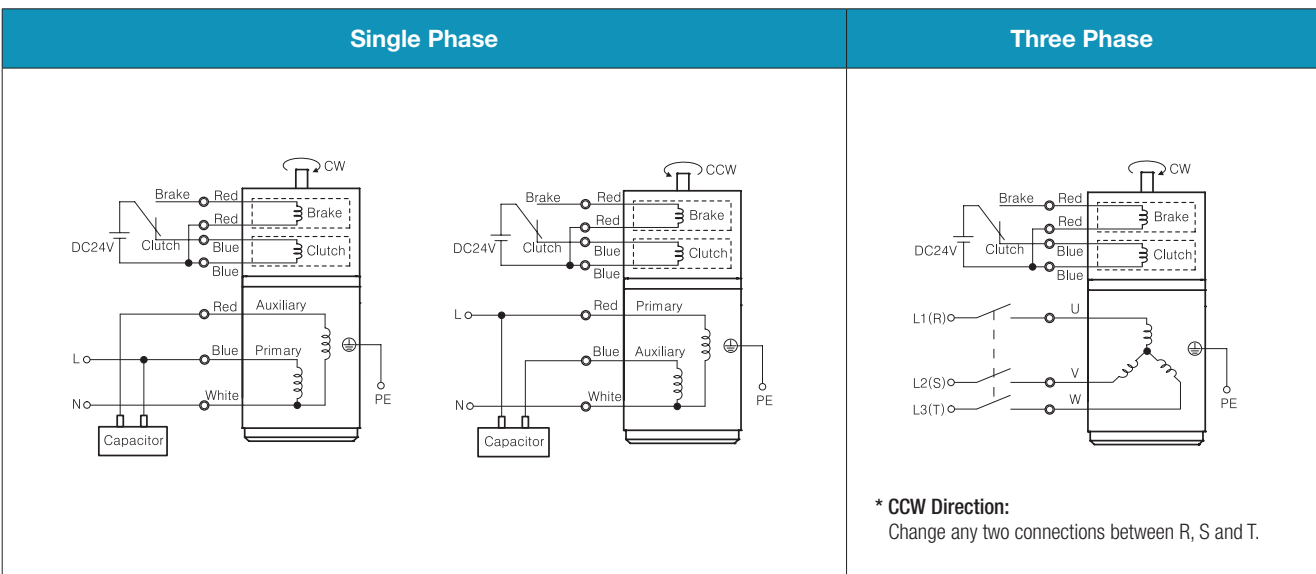 Single Phase
Three Phase
CW
Brake Red
Red Brake
DC24V Clutch Blue Clutch
Blue
Red Auxiliary
L Blue Primary
N White
PE
Capacitor
CCW
Brake Red
Red Brake
DC24V Clutch Blue Clutch
Blue
L Red Primary
Blue Auxiliary
N White
PE
Capacitor
CW
Brake Red
Red Brake
DC24V Clutch Blue Clutch
Blue
L1(R) U
L2(S) V
L3(T) W
PE
* CCW Direction:
Change any two connections between R, S and T.